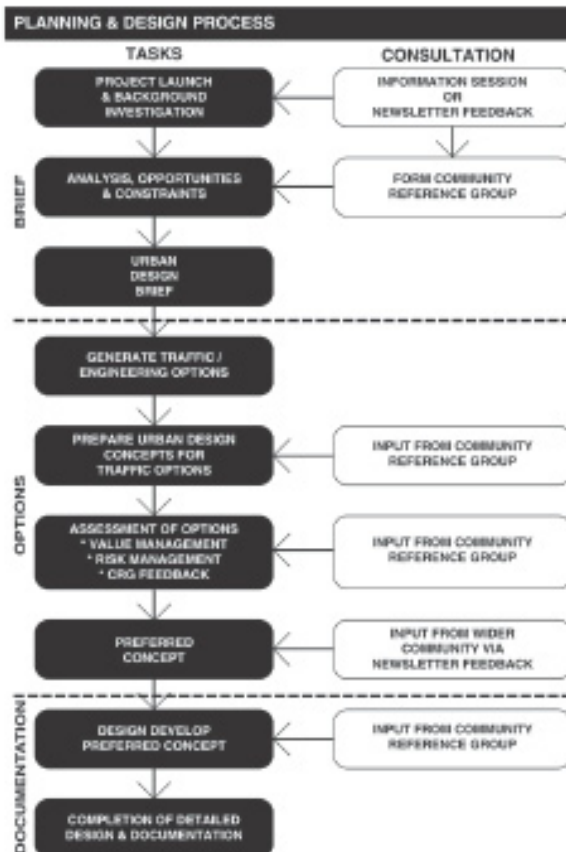 PLANNING & DESIGN PROCESS
TASKS
CONSULTATION
BRIEF
PROJECT LAUNCH
& BACKGROUND
INVESTIGATION
INFORMATION SESSION
OR
NEWSLETTER FEEDBACK
ANALYSIS, OPPORTUNITIES
& CONSTRAINTS
FORM COMMUNITY
REFERENCE GROUP
URBAN
DESIGN
BRIEF
OPTIONS
GENERATE TRAFFIC /
ENGINEERING OPTIONS
PREPARE URBAN DESIGN
CONCEPTS FOR
TRAFFIC OPTIONS
INPUT FROM COMMUNITY
REFERENCE GROUP
ASSESSMENT OF OPTIONS
* VALUE MANAGEMENT
* RISK MANAGEMENT
* CRG FEEDBACK
INPUT FROM COMMUNITY
REFERENCE GROUP
PREFERRED
CONCEPT
INPUT FROM WIDER
COMMUNITY VIA
NEWSLETTER FEEDBACK
DOCUMENTATION
DESIGN DEVELOP
PREFERRED CONCEPT
INPUT FROM COMMUNITY
REFERENCE GROUP
COMPLETION OF DETAILED
DESIGN & DOCUMENTATION